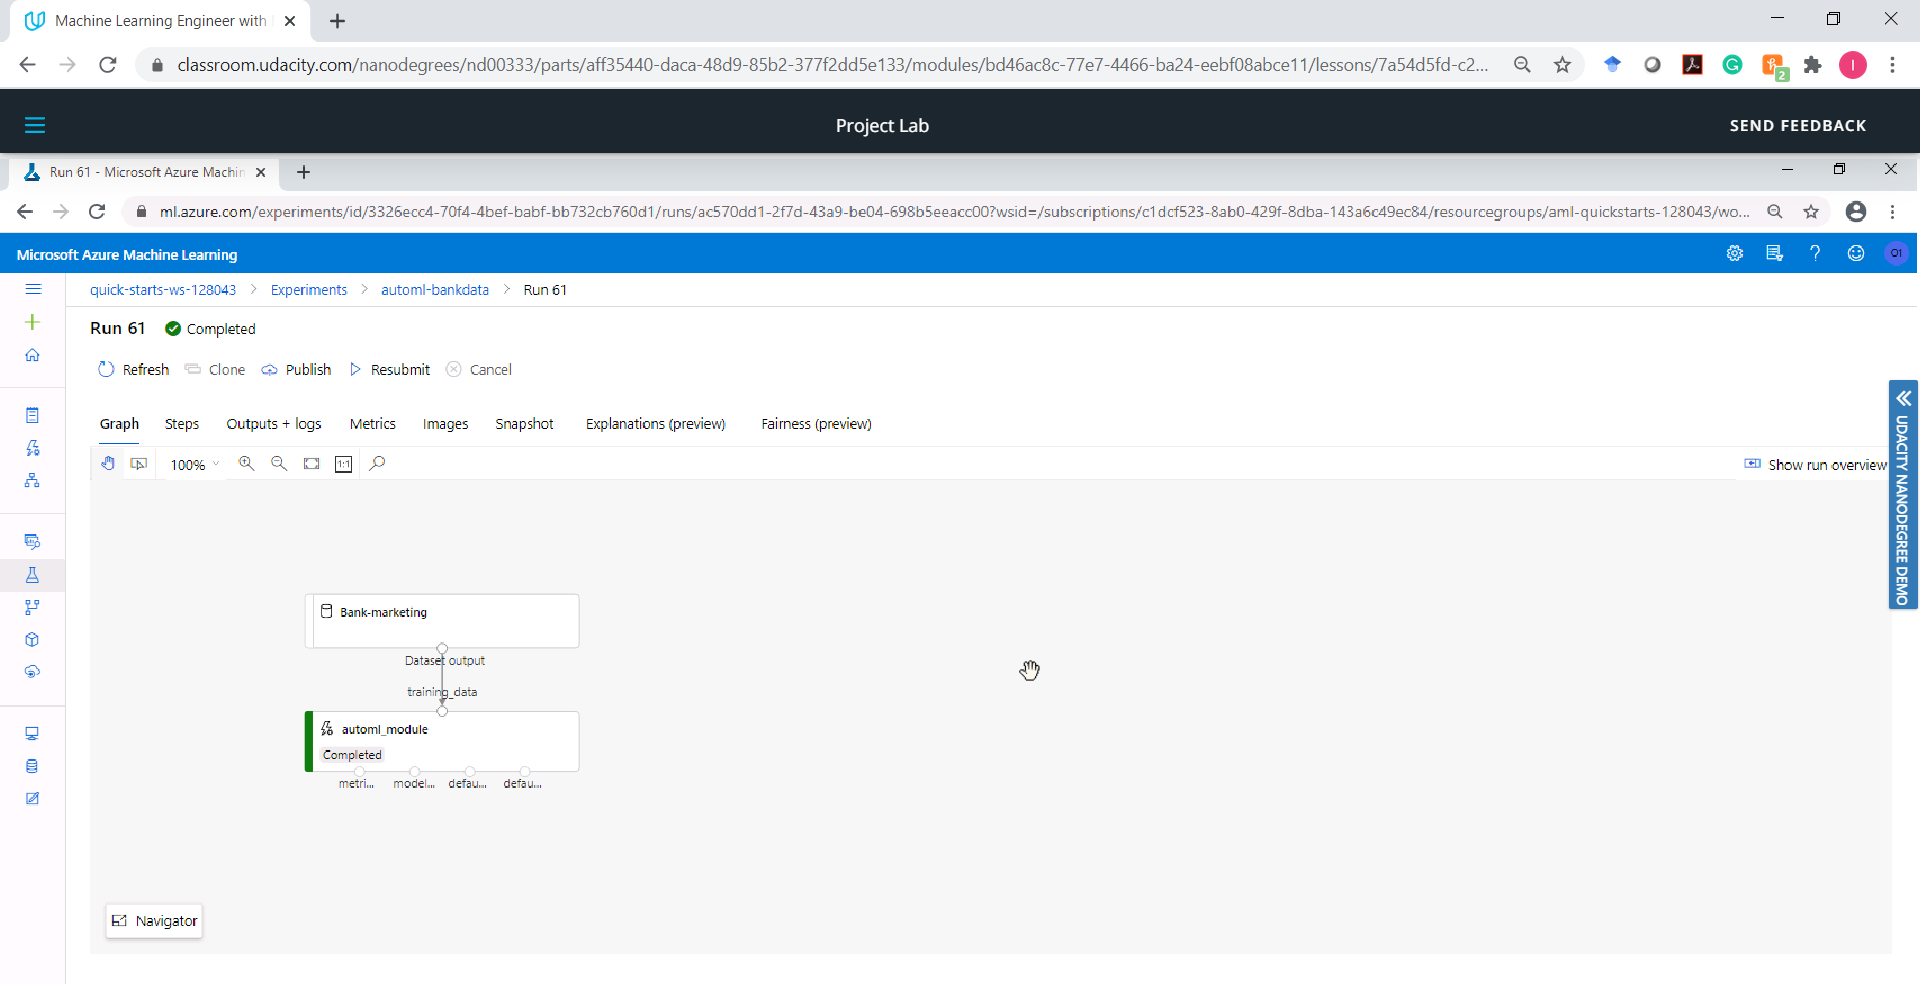 Machine Learning Engineer with
classroom.udacity.com/nanodegrees/nd00333/parts/aff35440-daca-48d9-85b2-377f2dd5e133/modules/bd46ac8c-77e7-4466-ba24-eebf08abce11/lessons/7a54d5fd-c2...
I
2
Project Lab
SEND FEEDBACK
Run 61 - Microsoft Azure Machin
ml.azure.com/experiments/id/3326ecc4-70f4-4bef-babf-bb732cb760d1/runs/ac570dd1-2f7d-43a9-be04-698b5eeacc00?wsid=/subscriptions/c1dcf523-8ab0-429f-8dba-143a6c49ec84/resourcegroups/aml-quickstarts-128043/wo...
Microsoft Azure Machine Learning
?
O1
quick-starts-ws-128043 > Experiments > automl-bankdata > Run 61
Run 61 Completed
Refresh Clone Publish Resubmit Cancel
Graph Steps Outputs + logs Metrics Images Snapshot Explanations (preview) Fairness (preview)
100% 1:1 Show run overview
UDACITY NANODEGREE DEMO
Bank-marketing
Dataset output
training_data
automl_module
Completed
metri... model... defau... defau...
Navigator